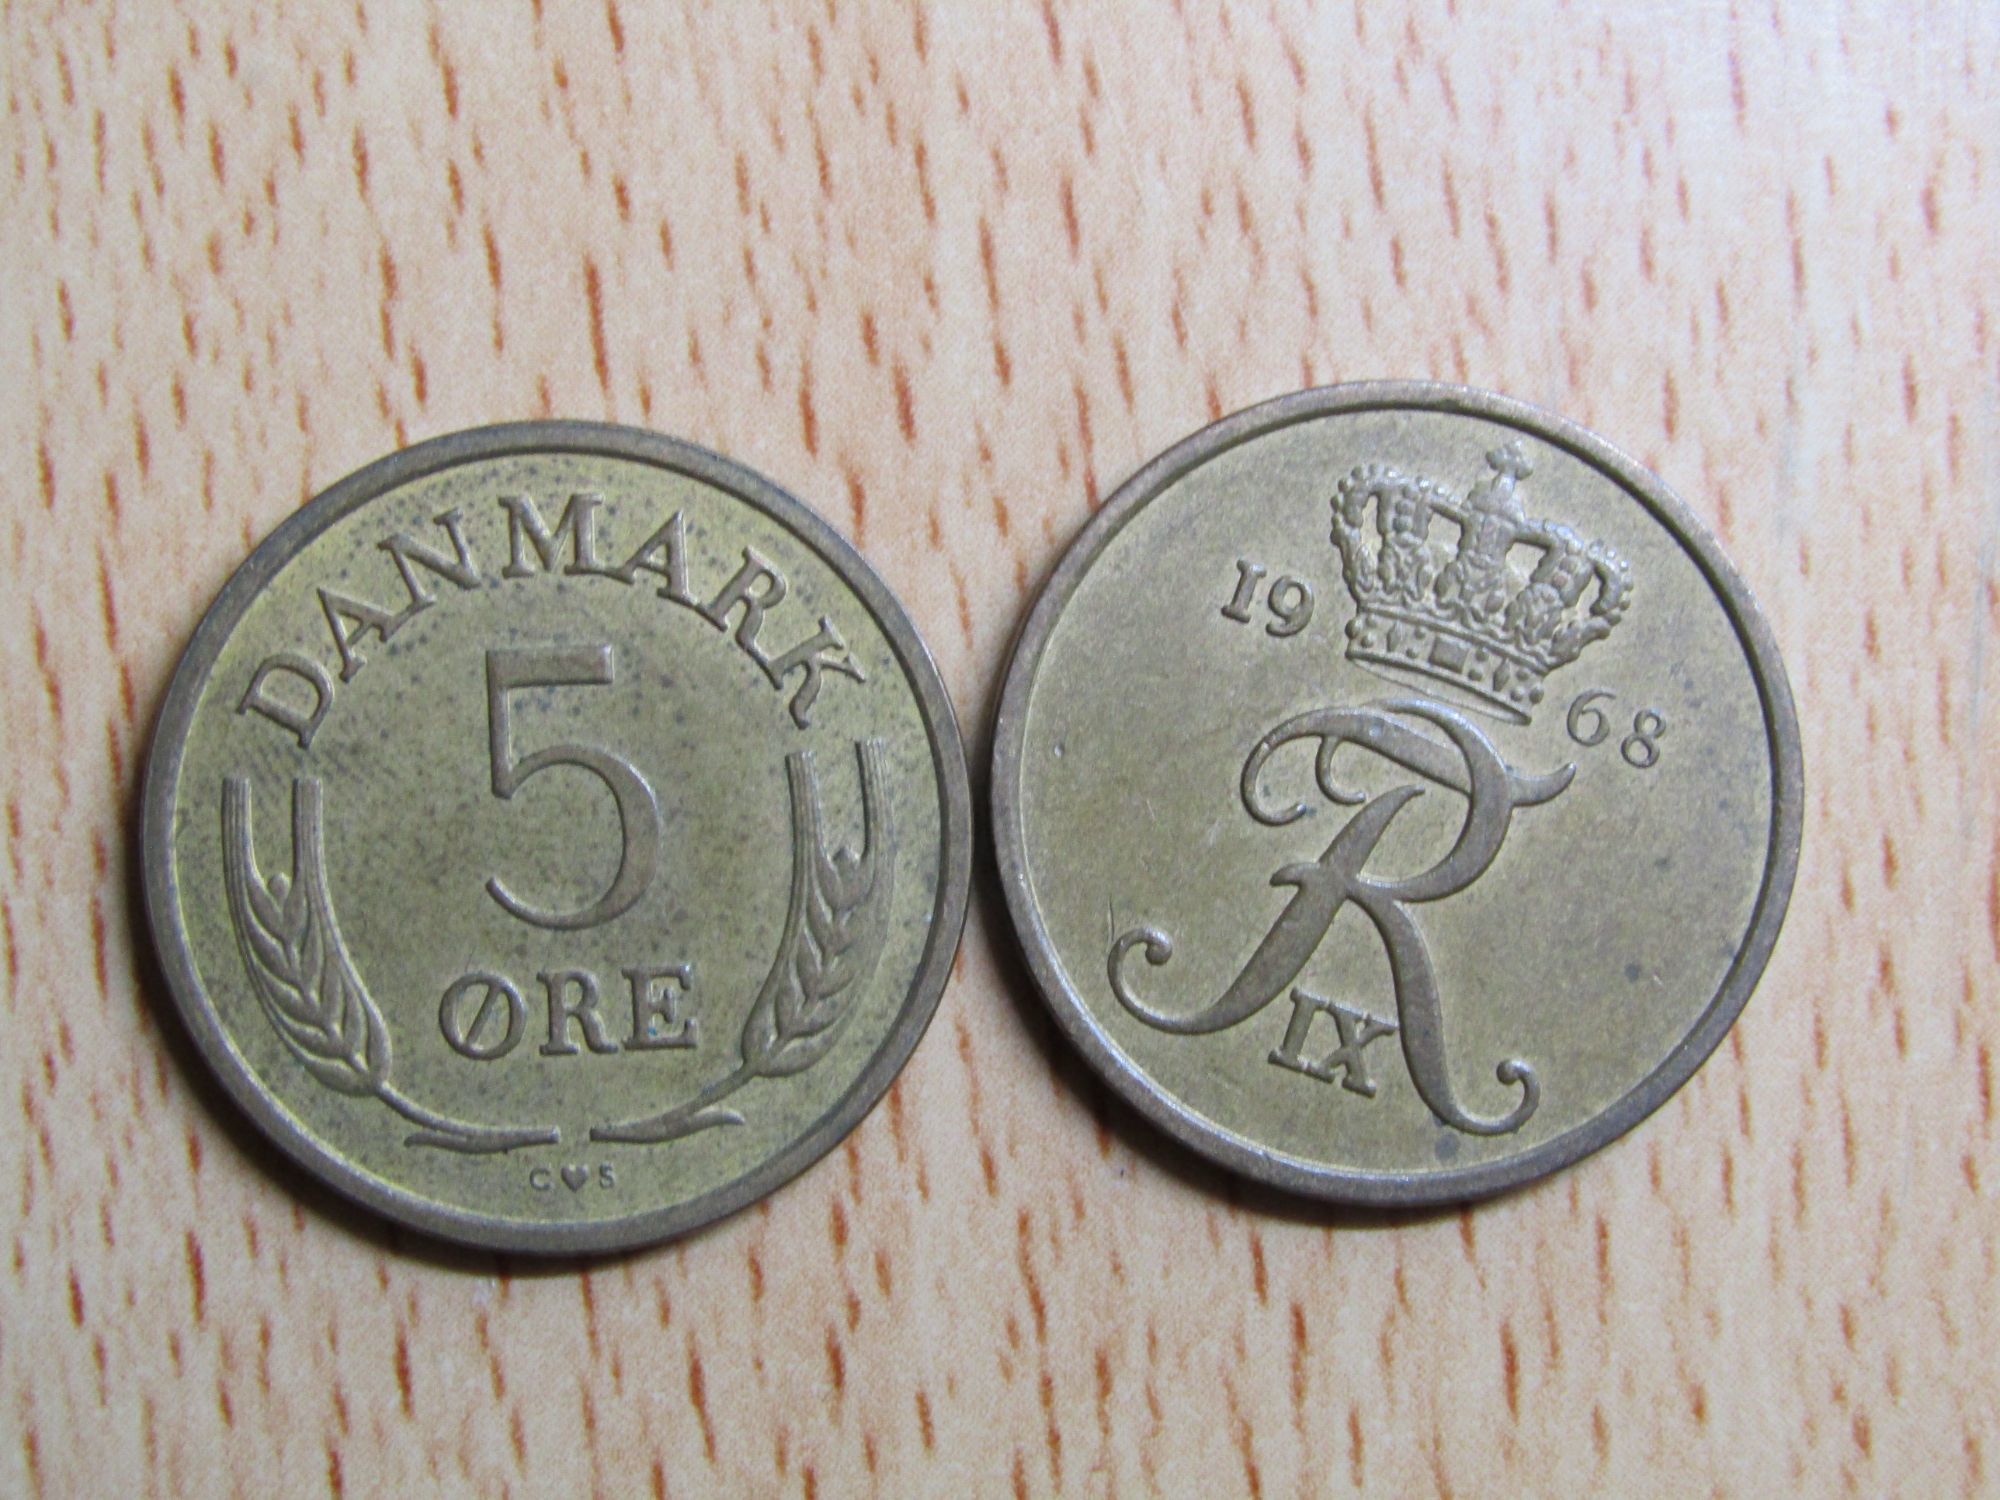 DANMARK
5
ØRE
C♥S
19 68
R
IX